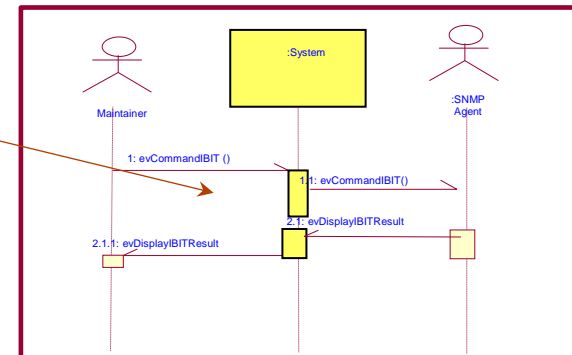 :System
Maintainer
:SNMP
Agent
1: evCommandIBIT ()
1.1: evCommandIBIT()
2.1: evDisplayIBITResult
2.1.1: evDisplayIBITResult